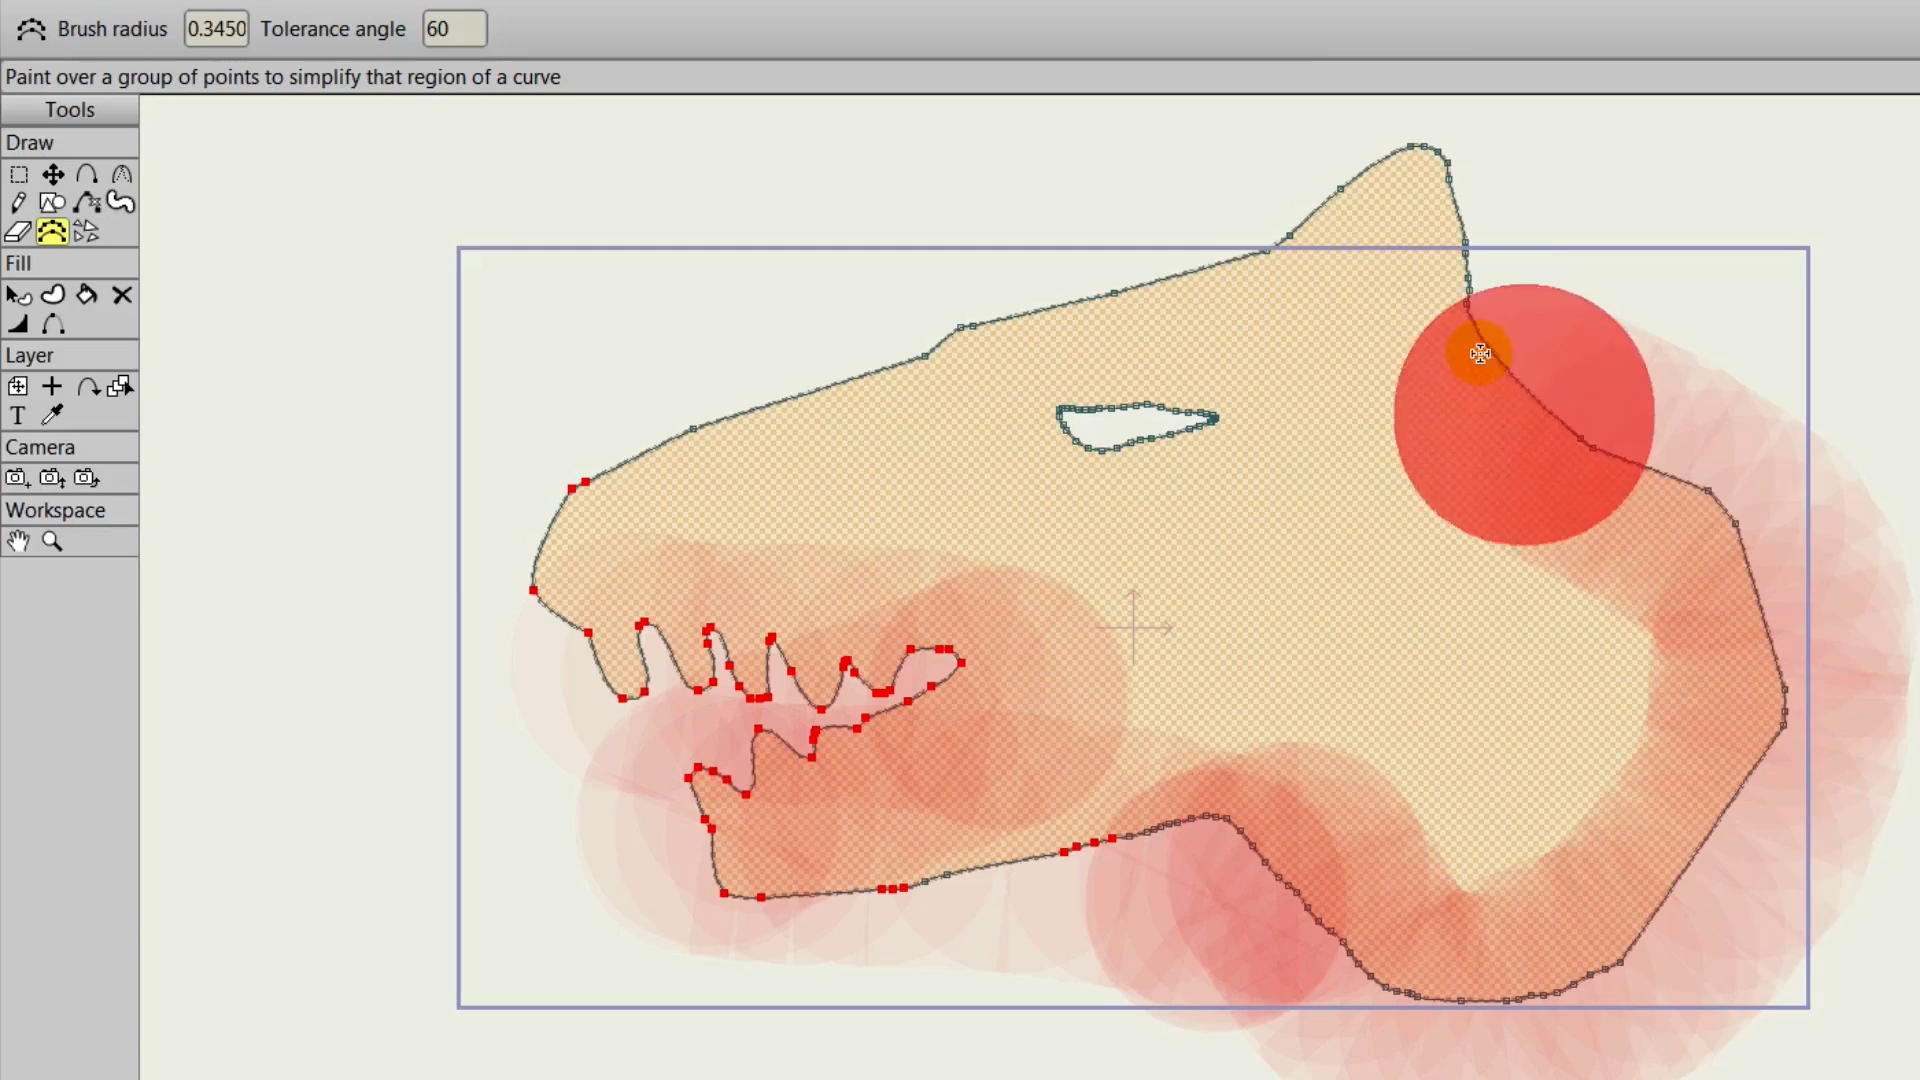 Brush radius 0.3450 Tolerance angle 60
Paint over a group of points to simplify that region of a curve
Tools
Draw
Fill
Layer
T
Camera
Workspace